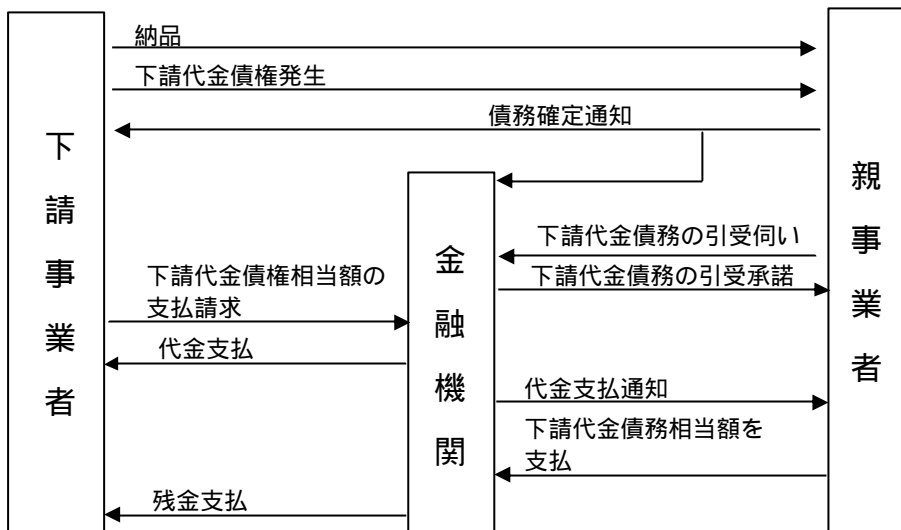 納品
下請代金債権発生
債務確定通知
下請事業者
金融機関
親事業者
下請代金債務の引受伺い
下請代金債務の引受承諾
下請代金債権相当額の
支払請求
代金支払
代金支払通知
下請代金債務相当額を
支払
残金支払